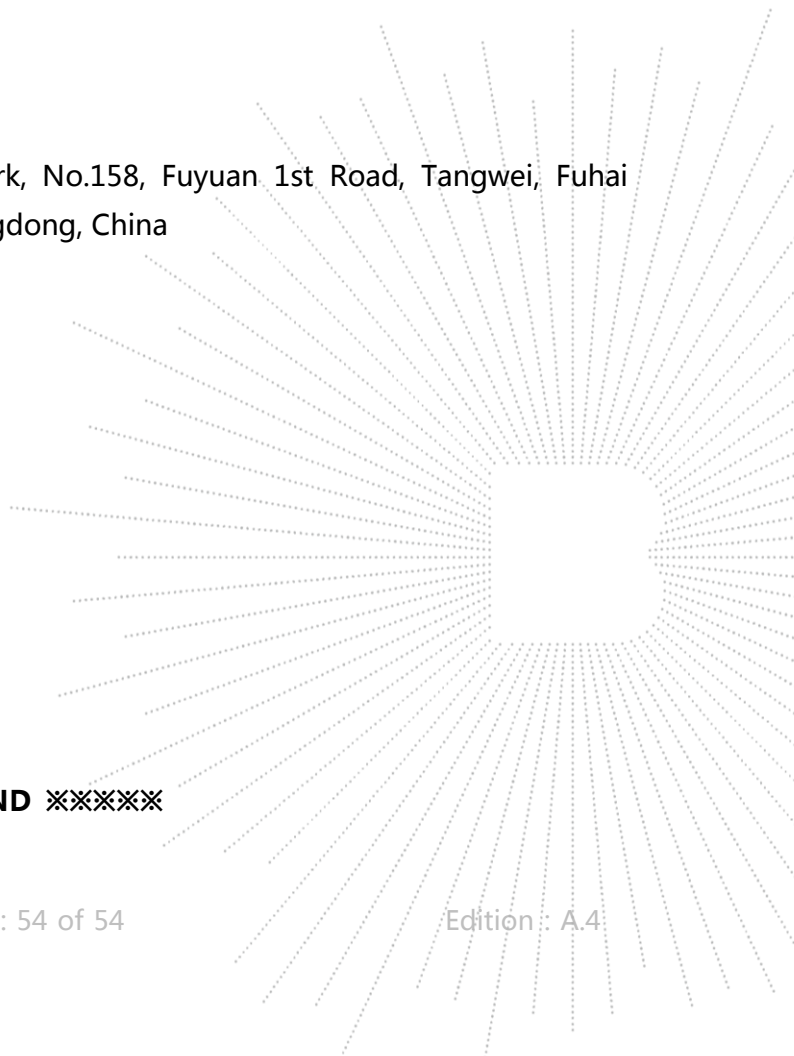 rk, No.158, Fuyuan 1st Road, Tangwei, Fuhai
gdong, China
ND ※※※※※
: 54 of 54 Edition : A.4